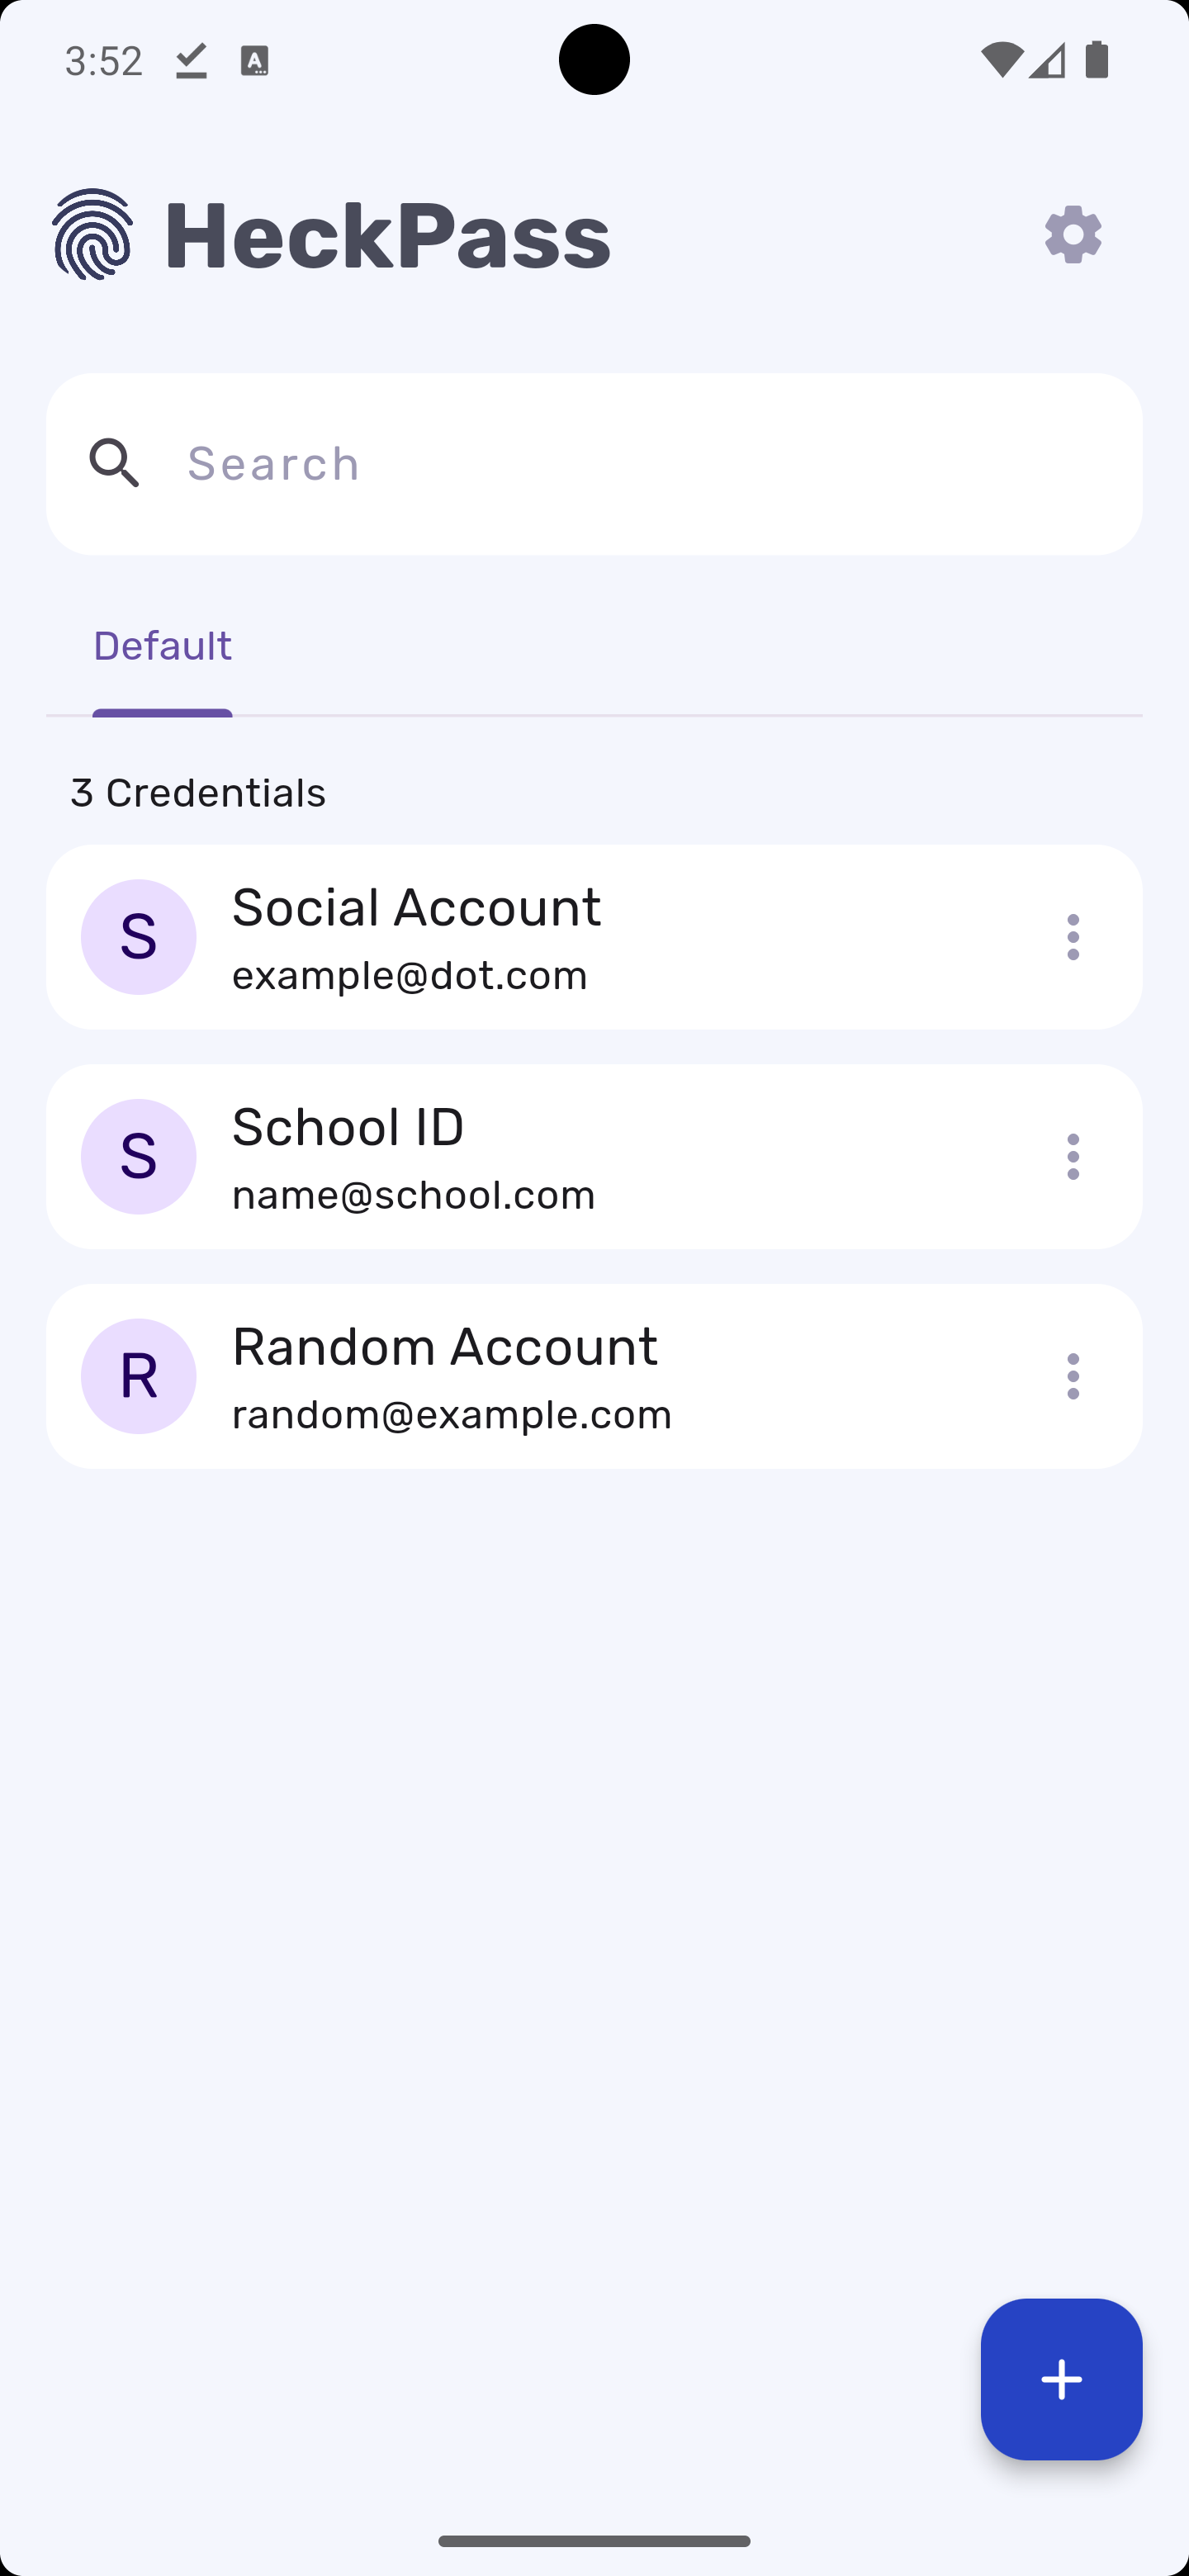 3:52
HeckPass
Search
Default
3 Credentials
S
Social Account
example@dot.com
S
School ID
name@school.com
R
Random Account
random@example.com